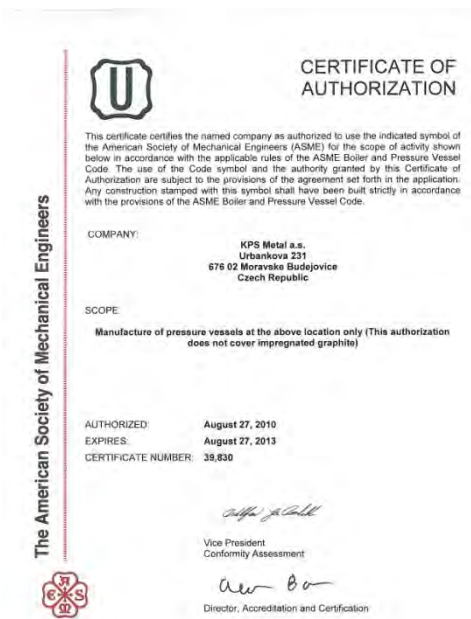 U
CERTIFICATE OF
AUTHORIZATION
This certificate certifies the named company as authorized to use the indicated symbol of
the American Society of Mechanical Engineers (ASME) for the scope of activity shown
below in accordance with the applicable rules of the ASME Boiler and Pressure Vessel
Code. The use of the Code symbol and the authority granted by this Certificate of
Authorization are subject to the provisions of the agreement set forth in the application.
Any construction stamped with this symbol shall have been built strictly in accordance
with the provisions of the ASME Boiler and Pressure Vessel Code.
COMPANY:
KPS Metal a.s.
Urbankova 231
676 02 Moravske Budejovice
Czech Republic
SCOPE:
Manufacture of pressure vessels at the above location only (This authorization
does not cover impregnated graphite)
AUTHORIZED: August 27, 2010
EXPIRES: August 27, 2013
CERTIFICATE NUMBER: 39,830
Vice President
Conformity Assessment
Director, Accreditation and Certification
The American Society of Mechanical Engineers
A
E S
M